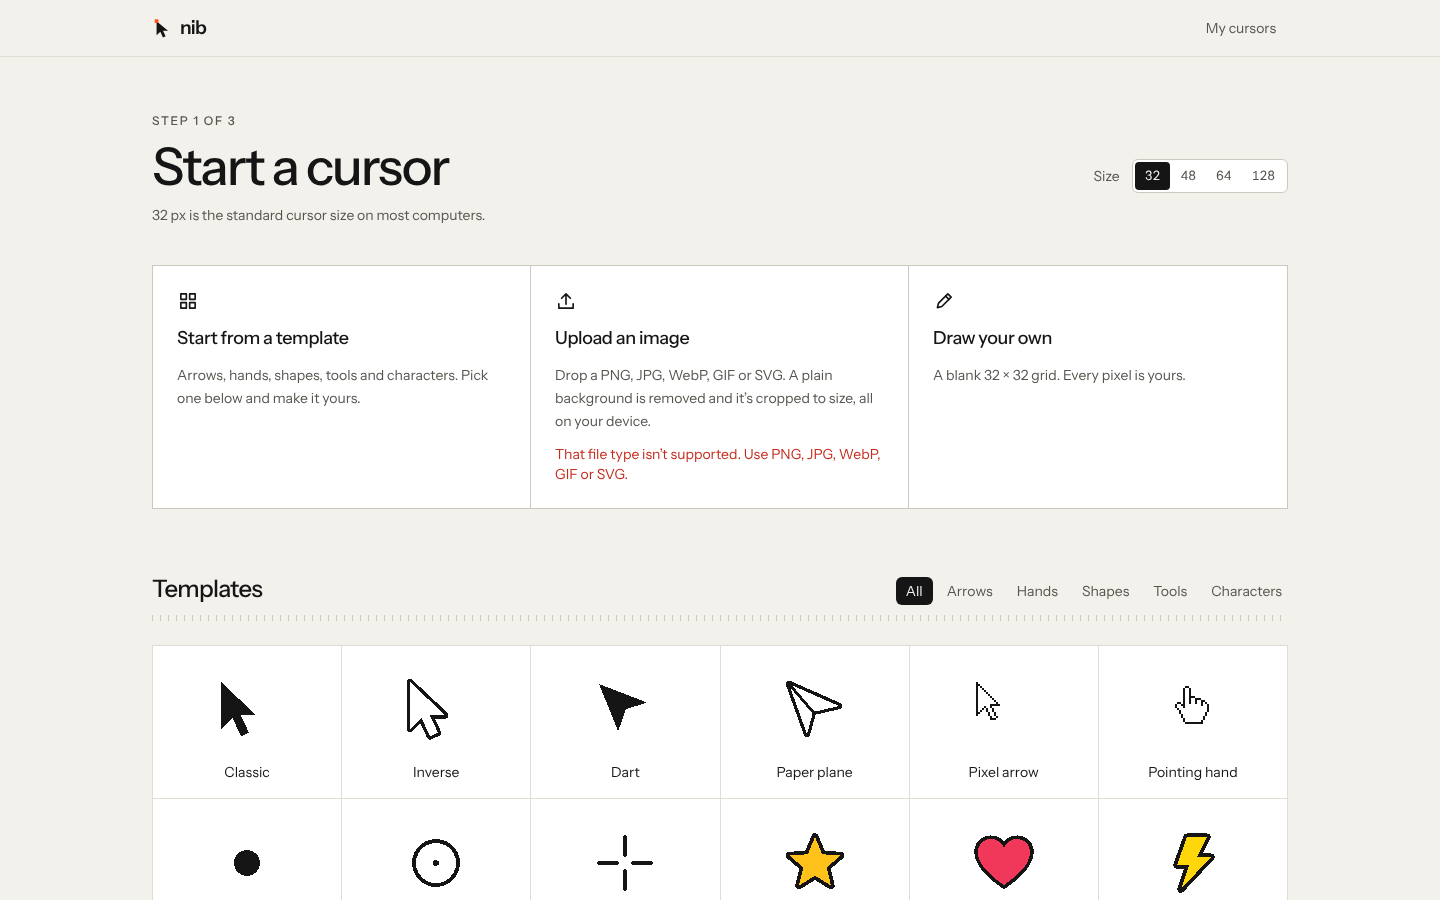 nib
My cursors
STEP 1 OF 3
Start a cursor
32 px is the standard cursor size on most computers.
Size
32 48 64 128
Start from a template
Arrows, hands, shapes, tools and characters. Pick
one below and make it yours.
Upload an image
Drop a PNG, JPG, WebP, GIF or SVG. A plain
background is removed and it’s cropped to size, all
on your device.
That file type isn’t supported. Use PNG, JPG, WebP,
GIF or SVG.
Draw your own
A blank 32 × 32 grid. Every pixel is yours.
Templates
All Arrows Hands Shapes Tools Characters
Classic
Inverse
Dart
Paper plane
Pixel arrow
Pointing hand